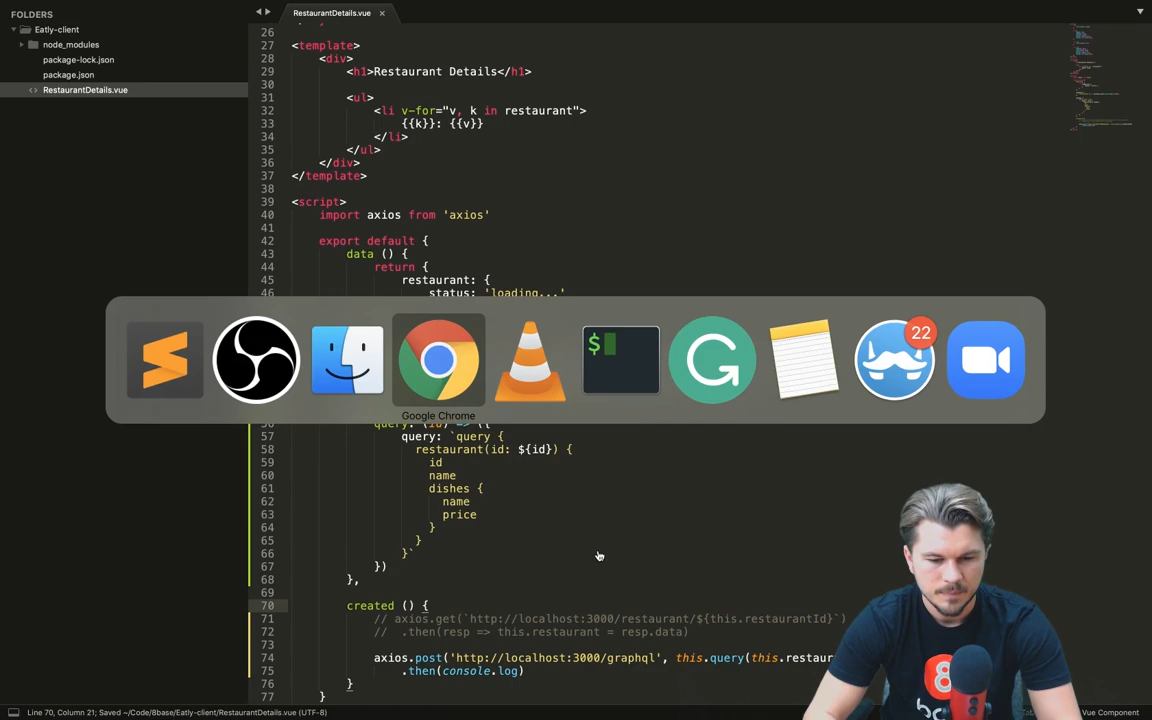 FOLDERS
Eatly-client
node_modules
package-lock.json
package.json
RestaurantDetails.vue
RestaurantDetails.vue ×
26
27 <template>
28 <div>
29 <h1>Restaurant Details</h1>
30
31 <ul>
32 <li v-for="v, k in restaurant">
33 {{k}}: {{v}}
34 </li>
35 </ul>
36 </div>
37 </template>
38
39 <script>
40 import axios from 'axios'
41
42 export default {
43 data () {
44 return {
45 restaurant: {
46 status: 'loading...'
$
22
Google Chrome
query: (id) => ({
57 query: `query {
58 restaurant(id: ${id}) {
59 id
60 name
61 dishes {
62 name
63 price
64 }
65 }
66 }`
67 })
68 },
69
70 created () {
71 // axios.get(`http://localhost:3000/restaurant/${this.restaurantId}`)
72 // .then(resp => this.restaurant = resp.data)
73
74 axios.post('http://localhost:3000/graphql', this.query(this.restaur
75 .then(console.log)
76 }
77 }
8
Line 70, Column 21; Saved ~/Code/8base/Eatly-client/RestaurantDetails.vue (UTF-8)
Vue Component